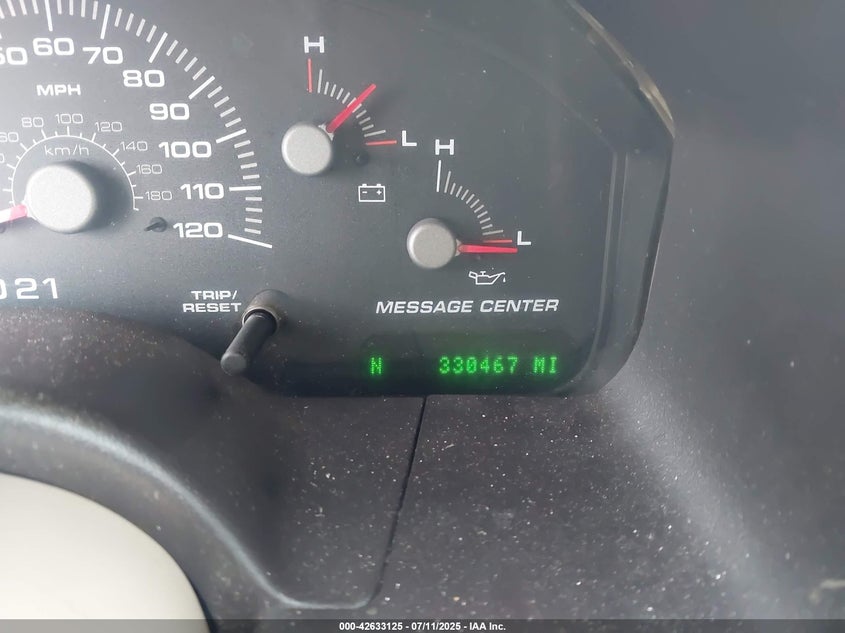 60 70 80 90 100 110 120
MPH
80 100 120 140 160 180
km/h
H
L
H
L
021
TRIP/
RESET
MESSAGE CENTER
N 330467 MI
000-42633125 - 07/11/2025 - IAA Inc.